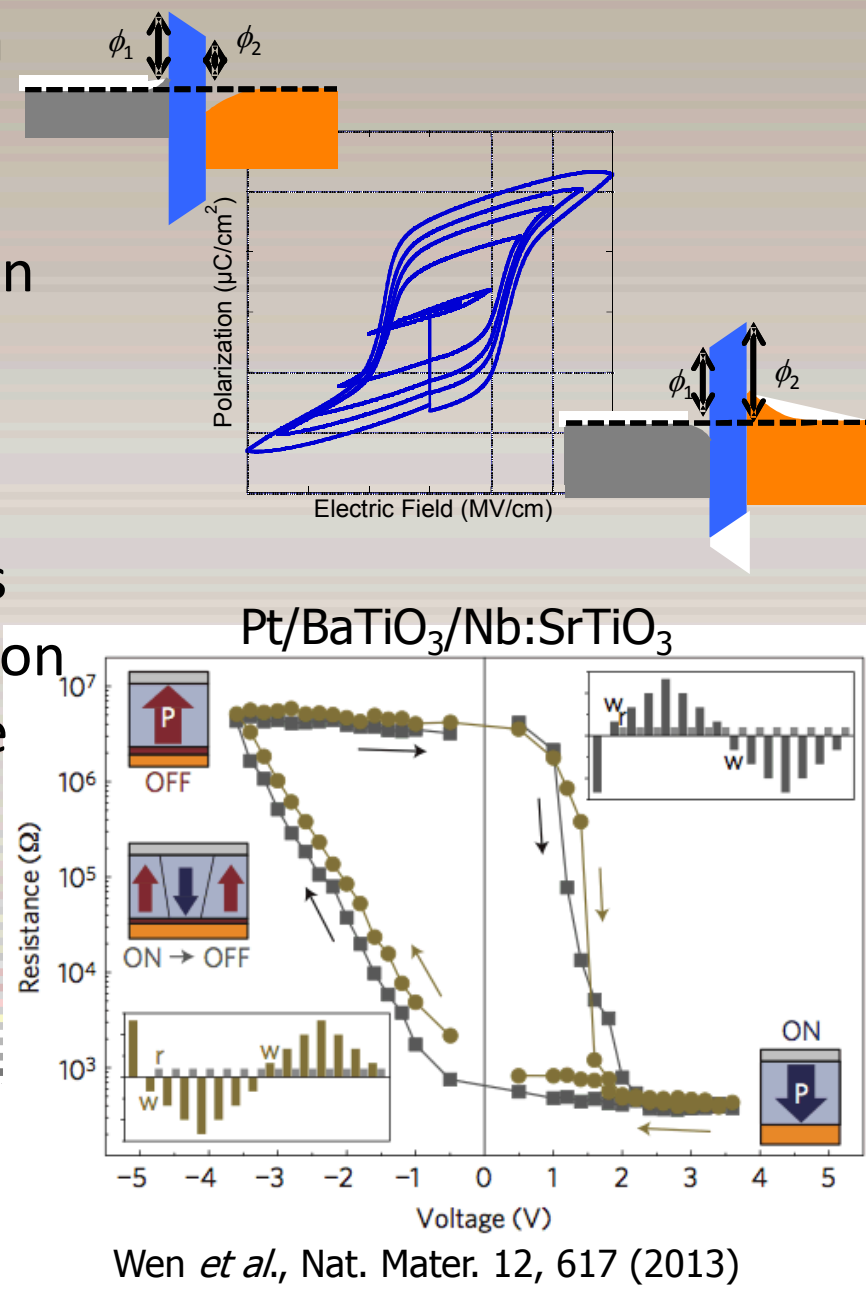 ϕ1 ϕ2
n
Polarization (µC/cm2)
Electric Field (MV/cm)
ϕ1 ϕ2
s
on
e
Pt/BaTiO3/Nb:SrTiO3
Resistance (Ω)
10⁷
10⁶
10⁵
10⁴
10³
P
OFF
ON → OFF
w
r
w
r
w
w
ON
P
−5 −4 −3 −2 −1 0 1 2 3 4 5
Voltage (V)
Wen et al., Nat. Mater. 12, 617 (2013)